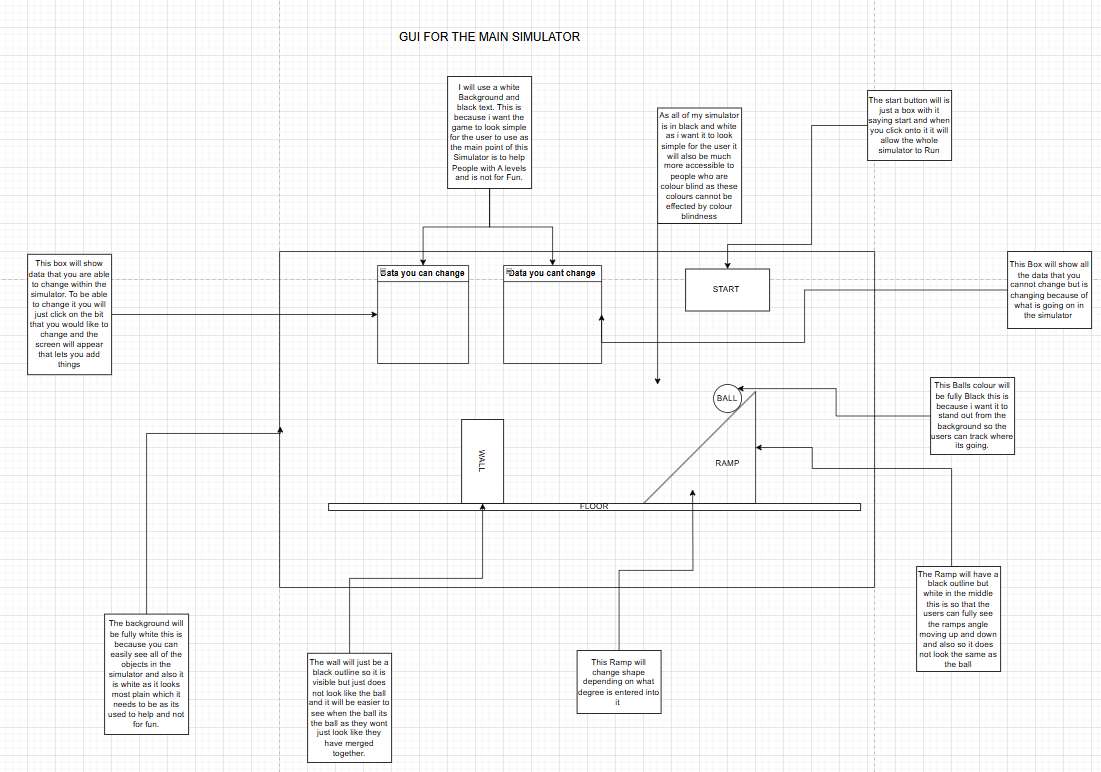 GUI FOR THE MAIN SIMULATOR
I will use a white
Background and
black text. This is
because i want the
game to look simple
for the user to use as
the main point of this
Simulator is to help
People with A levels
and is not for Fun.
As all of my simulator
is in black and white
as i want it to look
simple for the user it
will also be much
more accessible to
people who are
colour blind as these
colours cannot be
effected by colour
blindness
The start button will is
just a box with it
saying start and when
you click onto it it will
allow the whole
simulator to Run
This box will show
data that you are able
to change within the
simulator. To be able
to change it you will
just click on the bit
that you would like to
change and the
screen will appear
that lets you add
things
Data you can change
Data you cant change
START
This Box will show all
the data that you
cannot change but is
changing because of
what is going on in
the simulator
BALL
This Balls colour will
be fully Black this is
because i want it to
stand out from the
background so the
users can track where
its going.
WALL
RAMP
FLOOR
The Ramp will have a
black outline but
white in the middle
this is so that the
users can fully see
the ramps angle
moving up and down
and also so it does
not look the same as
the ball
The background will
be fully white this is
because you can
easily see all of the
objects in the
simulator and also it
is white as it looks
most plain which it
needs to be as its
used to help and not
for fun.
The wall will just be a
black outline so it is
visible but just does
not look like the ball
and it will be easier to
see when the ball its
the ball as they wont
just look like they
have merged
together.
This Ramp will
change shape
depending on what
degree is entered into
it